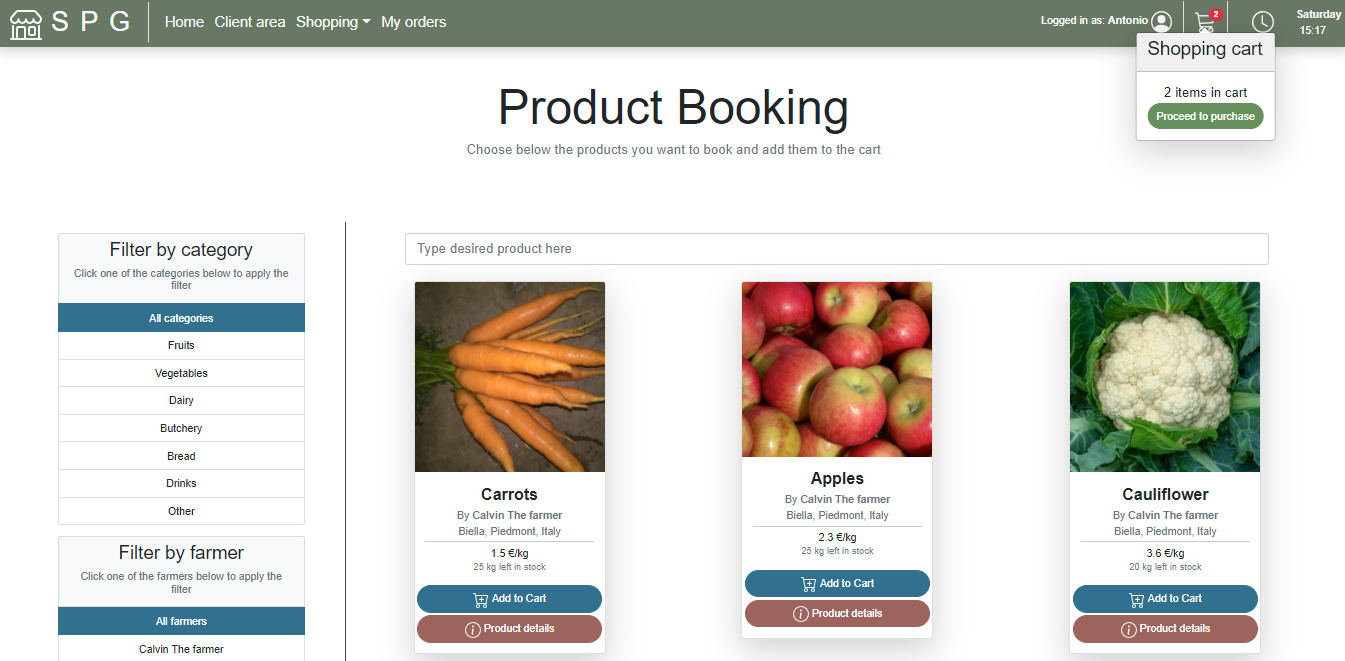 S P G
Home Client area Shopping My orders
Logged in as: Antonio
2
Saturday
15:17
Shopping cart
2 items in cart
Proceed to purchase
Product Booking
Choose below the products you want to book and add them to the cart
Filter by category
Click one of the categories below to apply the
filter
All categories
Fruits
Vegetables
Dairy
Butchery
Bread
Drinks
Other
Filter by farmer
Click one of the farmers below to apply the
filter
All farmers
Calvin The farmer
Type desired product here
Carrots
By Calvin The farmer
Biella, Piedmont, Italy
1.5 €/kg
25 kg left in stock
Add to Cart
Product details
Apples
By Calvin The farmer
Biella, Piedmont, Italy
2.3 €/kg
25 kg left in stock
Add to Cart
Product details
Cauliflower
By Calvin The farmer
Biella, Piedmont, Italy
3.6 €/kg
20 kg left in stock
Add to Cart
Product details